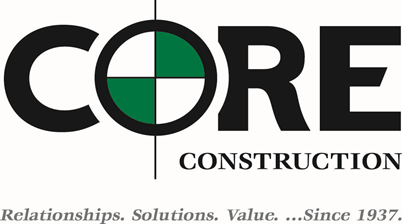 CORE
CONSTRUCTION
Relationships. Solutions. Value. ...Since 1937.